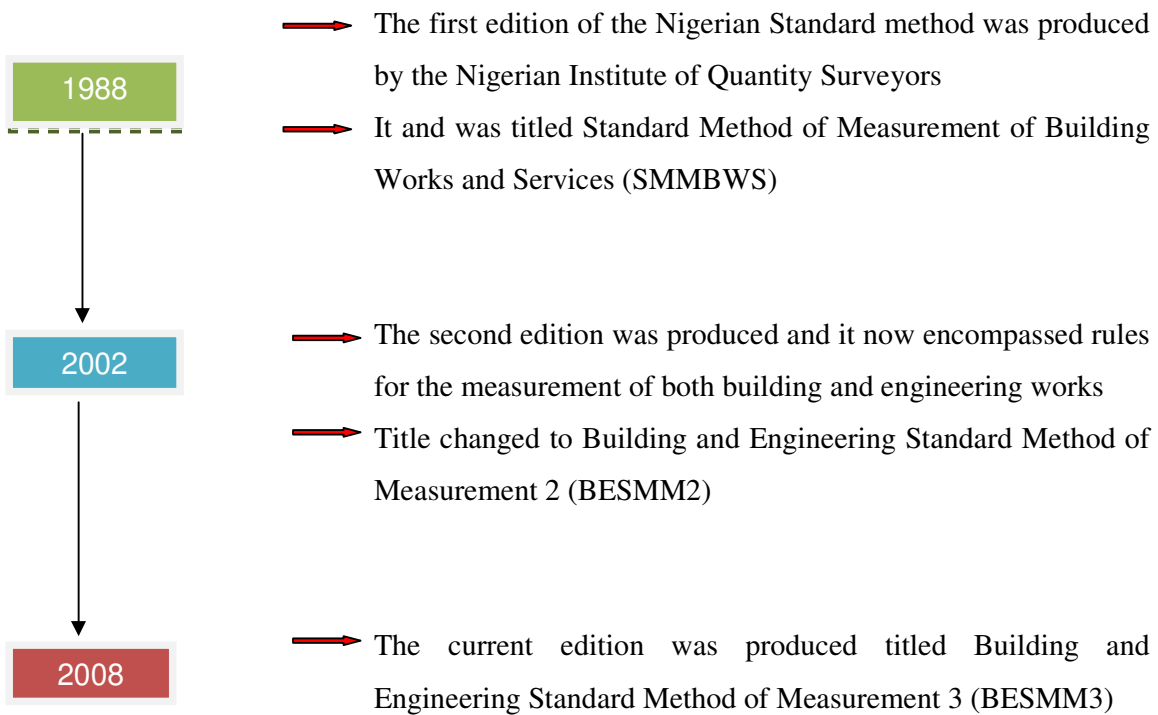 1988
The first edition of the Nigerian Standard method was produced
by the Nigerian Institute of Quantity Surveyors
It and was titled Standard Method of Measurement of Building
Works and Services (SMMBWS)
2002
The second edition was produced and it now encompassed rules
for the measurement of both building and engineering works
Title changed to Building and Engineering Standard Method of
Measurement 2 (BESMM2)
2008
The current edition was produced titled Building and
Engineering Standard Method of Measurement 3 (BESMM3)